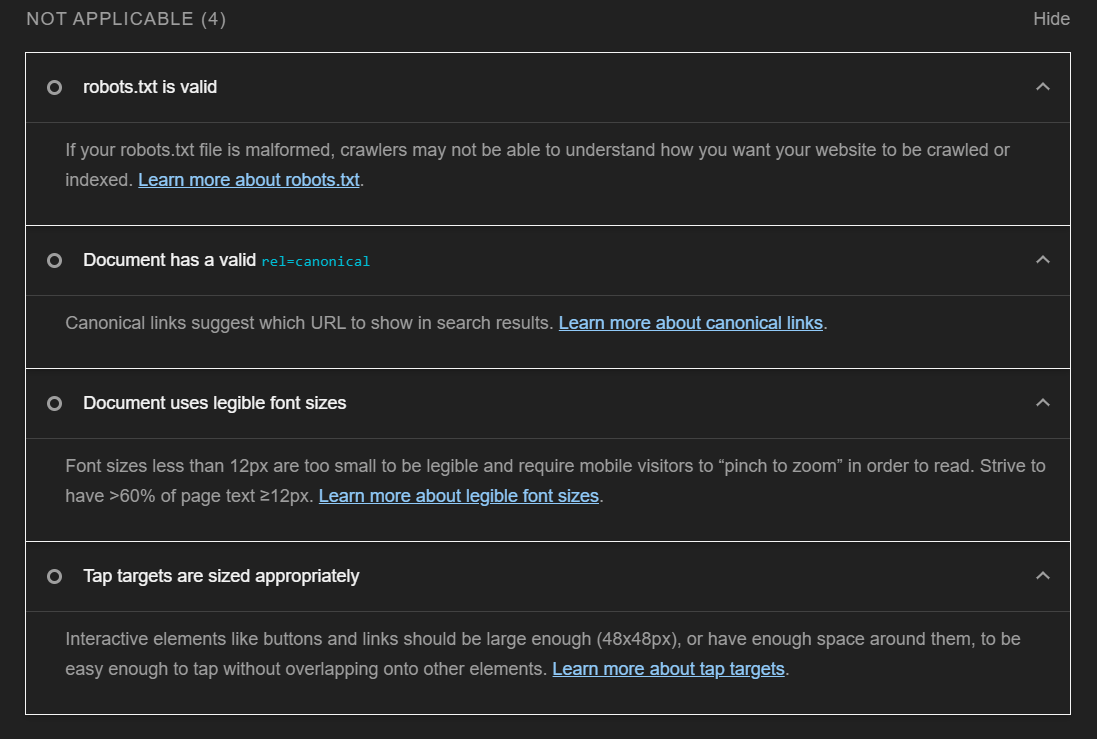 NOT APPLICABLE (4)
Hide
robots.txt is valid
If your robots.txt file is malformed, crawlers may not be able to understand how you want your website to be crawled or
indexed. Learn more about robots.txt.
Document has a valid rel=canonical
Canonical links suggest which URL to show in search results. Learn more about canonical links.
Document uses legible font sizes
Font sizes less than 12px are too small to be legible and require mobile visitors to “pinch to zoom” in order to read. Strive to
have >60% of page text ≥12px. Learn more about legible font sizes.
Tap targets are sized appropriately
Interactive elements like buttons and links should be large enough (48x48px), or have enough space around them, to be
easy enough to tap without overlapping onto other elements. Learn more about tap targets.